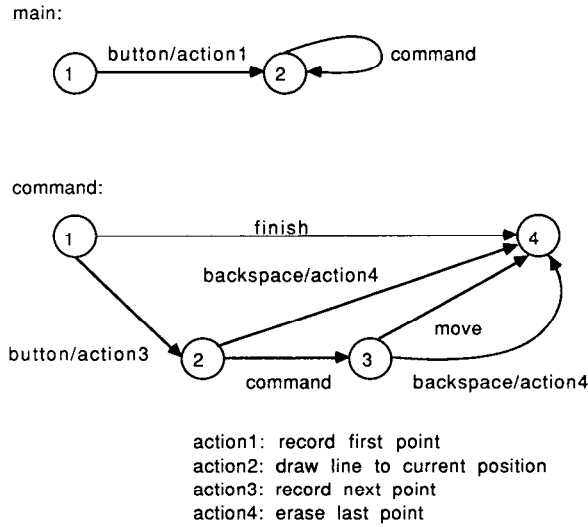 main:
button/action1
1
2
command
command:
1
finish
4
backspace/action4
move
button/action3
2
3
command
backspace/action4
action1: record first point
action2: draw line to current position
action3: record next point
action4: erase last point